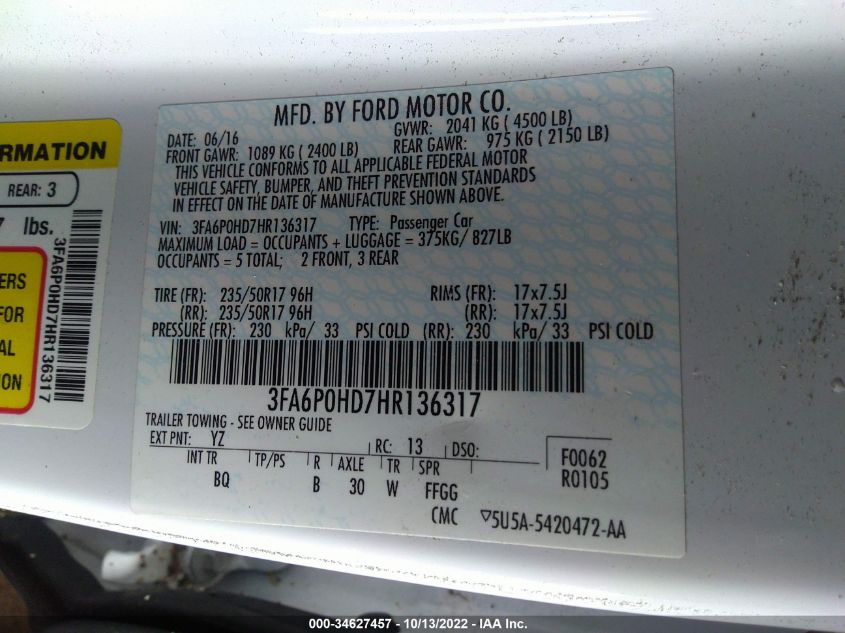 MFD. BY FORD MOTOR CO.
DATE: 06/16 GVWR: 2041 KG ( 4500 LB)
FRONT GAWR: 1089 KG ( 2400 LB) REAR GAWR: 975 KG ( 2150 LB)
THIS VEHICLE CONFORMS TO ALL APPLICABLE FEDERAL MOTOR
VEHICLE SAFETY, BUMPER, AND THEFT PREVENTION STANDARDS
IN EFFECT ON THE DATE OF MANUFACTURE SHOWN ABOVE.
VIN: 3FA6P0HD7HR136317 TYPE: Passenger Car
MAXIMUM LOAD = OCCUPANTS + LUGGAGE = 375KG/ 827LB
OCCUPANTS = 5 TOTAL; 2 FRONT, 3 REAR
TIRE (FR): 235/50R17 96H RIMS (FR): 17x7.5J
(RR): 235/50R17 96H (RR): 17x7.5J
PRESSURE (FR): 230 kPa/ 33 PSI COLD (RR): 230 kPa/ 33 PSI COLD
3FA6P0HD7HR136317
TRAILER TOWING - SEE OWNER GUIDE
EXT PNT: YZ RC: 13 DSO:
INT TR TP/PS R AXLE TR SPR
BQ B 30 W FFGG
CMC
F0062
R0105
▽5U5A-5420472-AA
RMATION
REAR: 3
7 lbs.
ERS
FOR
AL
ION
3FA6P0HD7HR136317
000-34627457 - 10/13/2022 - IAA Inc.